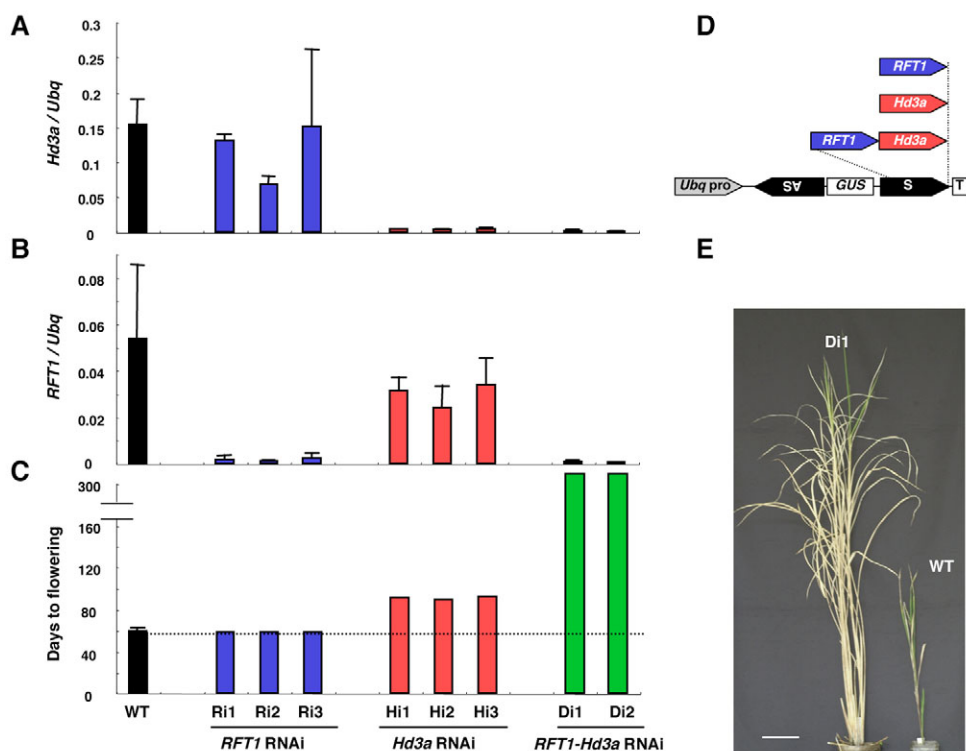 A
0.3
0.25
0.2
0.15
0.1
0.05
0
Hd3a / Ubq
B
0.08
0.06
0.04
0.02
0
RFT1 / Ubq
C
300
160
120
80
40
0
Days to flowering
WT
Ri1 Ri2 Ri3
RFT1 RNAi
Hi1 Hi2 Hi3
Hd3a RNAi
Di1 Di2
RFT1-Hd3a RNAi
D
RFT1
Hd3a
RFT1 Hd3a
Ubq pro AS GUS S T
E
Di1
WT